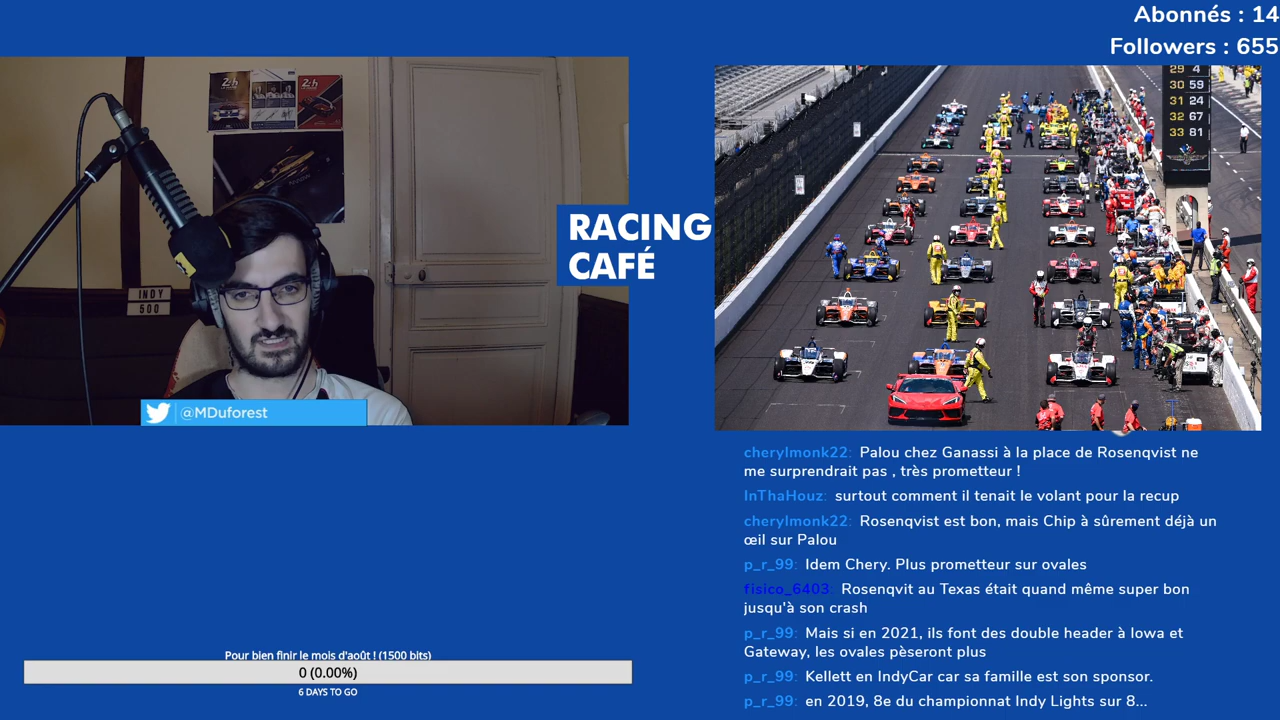 Abonnés : 14
Followers : 655
24h
24h
INDY
500
@MDuforest
RACING
CAFÉ
29 4
30 59
31 24
32 67
33 81
cherylmonk22: Palou chez Ganassi à la place de Rosenqvist ne
me surprendrait pas , très prometteur !
InThaHouz: surtout comment il tenait le volant pour la recup
cherylmonk22: Rosenqvist est bon, mais Chip à sûrement déjà un
œil sur Palou
p_r_99: Idem Chery. Plus prometteur sur ovales
fisico_6403: Rosenqvit au Texas était quand même super bon
jusqu'à son crash
p_r_99: Mais si en 2021, ils font des double header à Iowa et
Gateway, les ovales pèseront plus
p_r_99: Kellett en IndyCar car sa famille est son sponsor.
p_r_99: en 2019, 8e du championnat Indy Lights sur 8...
Pour bien finir le mois d'août ! (1500 bits)
0 (0.00%)
6 DAYS TO GO